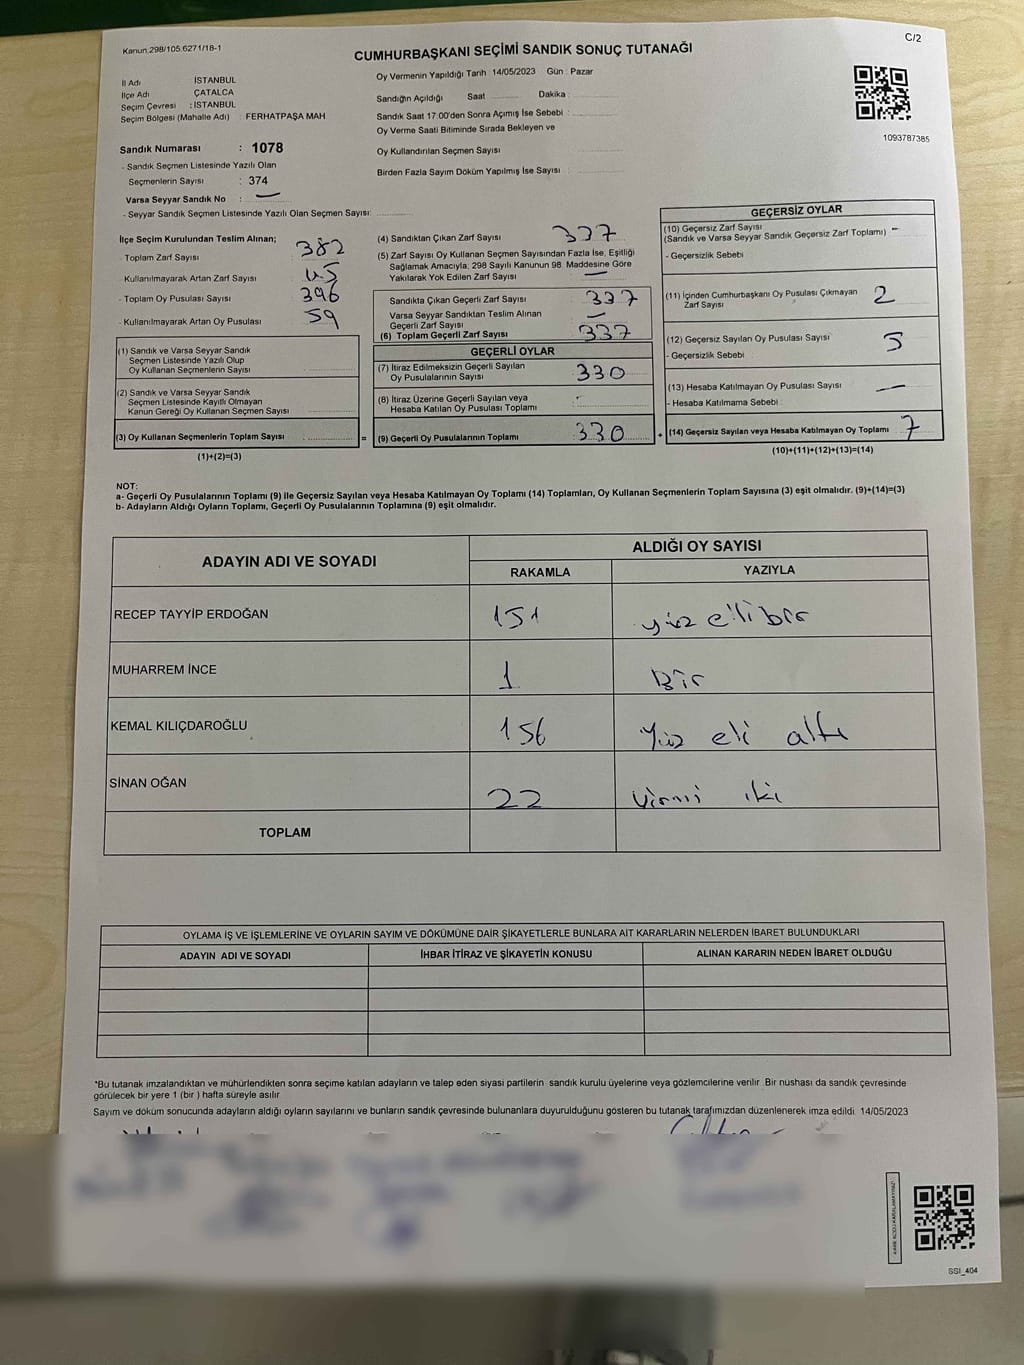 Kanun:298/105.6271/18-1
C/2
CUMHURBAŞKANI SEÇİMİ SANDIK SONUÇ TUTANAĞI
İl Adı : İSTANBUL
İlçe Adı ÇATALCA
Seçim Çevresi : İSTANBUL
Seçim Bölgesi (Mahalle Adı) : FERHATPAŞA MAH
Sandık Numarası : 1078
- Sandık Seçmen Listesinde Yazılı Olan
Seçmenlerin Sayısı : 374
Varsa Seyyar Sandık No : —
- Seyyar Sandık Seçmen Listesinde Yazılı Olan Seçmen Sayısı:
Oy Vermenin Yapıldığı Tarih : 14/05/2023 Gün : Pazar
Sandığın Açıldığı Saat Dakika :
Sandık Saat 17:00'den Sonra Açımış İse Sebebi :
Oy Verme Saati Bitiminde Sırada Bekleyen ve
Oy Kullandırılan Seçmen Sayısı
Birden Fazla Sayım Döküm Yapılmış İse Sayısı :
1093787385
İlçe Seçim Kurulundan Teslim Alınan;
- Toplam Zarf Sayısı : 382
- Kullanılmayarak Artan Zarf Sayısı : 45
- Toplam Oy Pusulası Sayısı : 396
- Kullanılmayarak Artan Oy Pusulası : 59
(1) Sandık ve Varsa Seyyar Sandık
Seçmen Listesinde Yazılı Olup
Oy Kullanan Seçmenlerin Sayısı
(2) Sandık ve Varsa Seyyar Sandık
Seçmen Listesinde Kayıtlı Olmayan
Kanun Gereği Oy Kullanan Seçmen Sayısı
(3) Oy Kullanan Seçmenlerin Toplam Sayısı :
(1)+(2)=(3)
=
(4) Sandıktan Çıkan Zarf Sayısı 337
(5) Zarf Sayısı Oy Kullanan Seçmen Sayısından Fazla İse, Eşitliği
Sağlamak Amacıyla; 298 Sayılı Kanunun 98. Maddesine Göre
Yakılarak Yok Edilen Zarf Sayısı —
Sandıkta Çıkan Geçerli Zarf Sayısı 337
Varsa Seyyar Sandıktan Teslim Alınan
Geçerli Zarf Sayısı —
(6) Toplam Geçerli Zarf Sayısı 337
GEÇERLİ OYLAR
(7) İtiraz Edilmeksizin Geçerli Sayılan
Oy Pusulalarının Sayısı 330
(8) İtiraz Üzerine Geçerli Sayılan veya
Hesaba Katılan Oy Pusulası Toplamı -
(9) Geçerli Oy Pusulalarının Toplamı 330
+
GEÇERSİZ OYLAR
(10) Geçersiz Zarf Sayısı
(Sandık ve Varsa Seyyar Sandık Geçersiz Zarf Toplamı) -
- Geçersizlik Sebebi
(11) İçinden Cumhurbaşkanı Oy Pusulası Çıkmayan
Zarf Sayısı 2
(12) Geçersiz Sayılan Oy Pusulası Sayısı 5
- Geçersizlik Sebebi
(13) Hesaba Katılmayan Oy Pusulası Sayısı —
- Hesaba Katılmama Sebebi
(14) Geçersiz Sayılan veya Hesaba Katılmayan Oy Toplamı 7
(10)+(11)+(12)+(13)=(14)
NOT:
a- Geçerli Oy Pusulalarının Toplamı (9) ile Geçersiz Sayılan veya Hesaba Katılmayan Oy Toplamı (14) Toplamları, Oy Kullanan Seçmenlerin Toplam Sayısına (3) eşit olmalıdır. (9)+(14)=(3)
b- Adayların Aldığı Oyların Toplamı, Geçerli Oy Pusulalarının Toplamına (9) eşit olmalıdır.
ADAYIN ADI VE SOYADI ALDIĞI OY SAYISI
RAKAMLA YAZIYLA
RECEP TAYYİP ERDOĞAN 151 yüz elli bir
MUHARREM İNCE 1 Bir
KEMAL KILIÇDAROĞLU 156 Yüz eli altı
SİNAN OĞAN 22 yirmi iki
TOPLAM
OYLAMA İŞ VE İŞLEMLERİNE VE OYLARIN SAYIM VE DÖKÜMÜNE DAİR ŞİKAYETLERLE BUNLARA AİT KARARLARIN NELERDEN İBARET BULUNDUKLARI
ADAYIN ADI VE SOYADI İHBAR İTİRAZ VE ŞİKAYETİN KONUSU ALINAN KARARIN NEDEN İBARET OLDUĞU
*Bu tutanak imzalandıktan ve mühürlendikten sonra seçime katılan adayların ve talep eden siyasi partilerin sandık kurulu üyelerine veya gözlemcilerine verilir. Bir nüshası da sandık çevresinde
görülecek bir yere 1 (bir ) hafta süreyle asılır
Sayım ve döküm sonucunda adayların aldığı oyların sayılarını ve bunların sandık çevresinde bulunanlara duyurulduğunu gösteren bu tutanak tarafımızdan düzenlenerek imza edildi. 14/05/2023
SSI_404